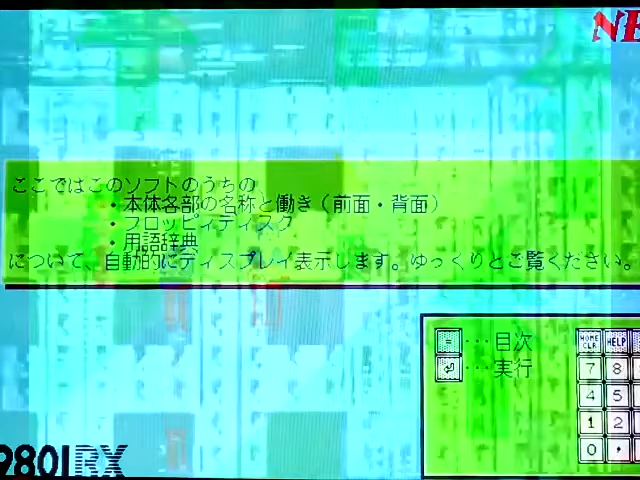 NE
ここではこのソフトのうちの
・本体各部の名称と働き（前面・背面）
・フロッピィディスク
・用語辞典
について、自動的にディスプレイ表示します。ゆっくりとご覧ください。
=・・・目次
・・・実行
HOME CLR HELP
7 8
4 5
1 2
0 ,
9801RX